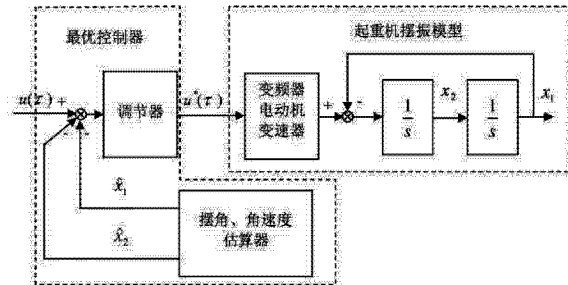 最优控制器
起重机摆振模型
u(τ) +
-
-
调节器
u*(τ)
变频器
电动机
变速器
+
-
1/s
x₂
1/s
x₁
x̂₁
x̂₂
摆角、角速度
估算器